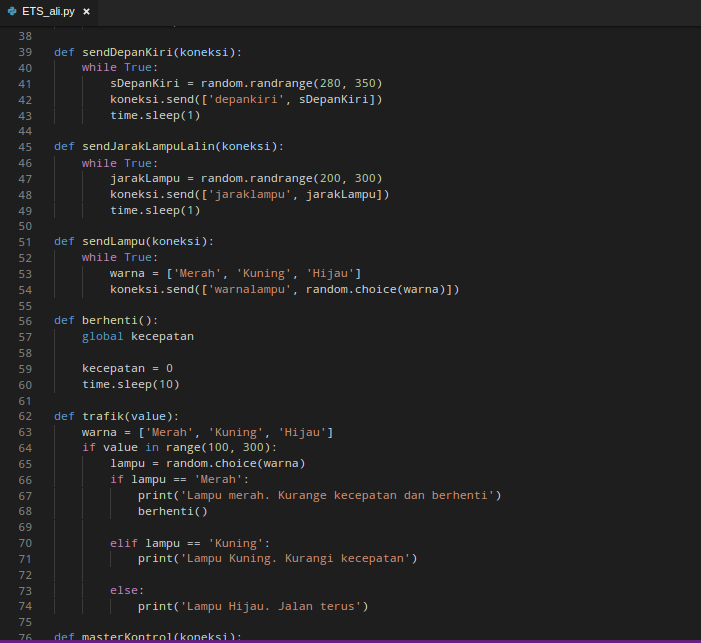 ETS_ali.py ×
38
39 def sendDepanKiri(koneksi):
40     while True:
41         sDepanKiri = random.randrange(280, 350)
42         koneksi.send(['depankiri', sDepanKiri])
43         time.sleep(1)
44
45 def sendJarakLampuLalin(koneksi):
46     while True:
47         jarakLampu = random.randrange(200, 300)
48         koneksi.send(['jaraklampu', jarakLampu])
49         time.sleep(1)
50
51 def sendLampu(koneksi):
52     while True:
53         warna = ['Merah', 'Kuning', 'Hijau']
54         koneksi.send(['warnalampu', random.choice(warna)])
55
56 def berhenti():
57     global kecepatan
58
59     kecepatan = 0
60     time.sleep(10)
61
62 def trafik(value):
63     warna = ['Merah', 'Kuning', 'Hijau']
64     if value in range(100, 300):
65         lampu = random.choice(warna)
66         if lampu == 'Merah':
67             print('Lampu merah. Kurange kecepatan dan berhenti')
68             berhenti()
69
70         elif lampu == 'Kuning':
71             print('Lampu Kuning. Kurangi kecepatan')
72
73         else:
74             print('Lampu Hijau. Jalan terus')
75
76 def masterKontrol(koneksi):